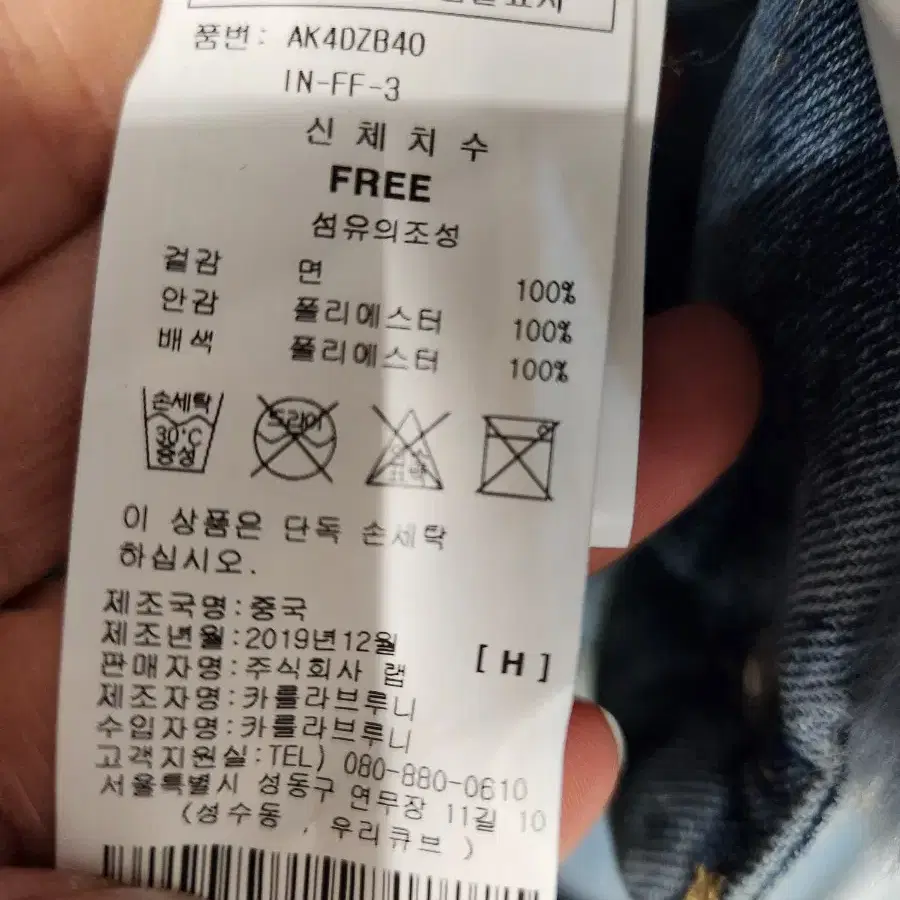 품번: AK4DZB40
IN-FF-3
신 체 치 수
FREE
섬유의조성
겉감 면 100%
안감 폴리에스터 100%
배색 폴리에스터 100%
손세탁 드라이
30°C 염소
중성 표백
이 상품은 단독 손세탁
하십시오.
제조국명:중국
제조년월:2019년12월
판매자명:주식회사 랩 [H]
제조자명:카를라브루니
수입자명:카를라브루니
고객지원실:TEL) 080-880-0610
서울특별시 성동구 연무장 11길 10
(성수동 , 우리큐브 )